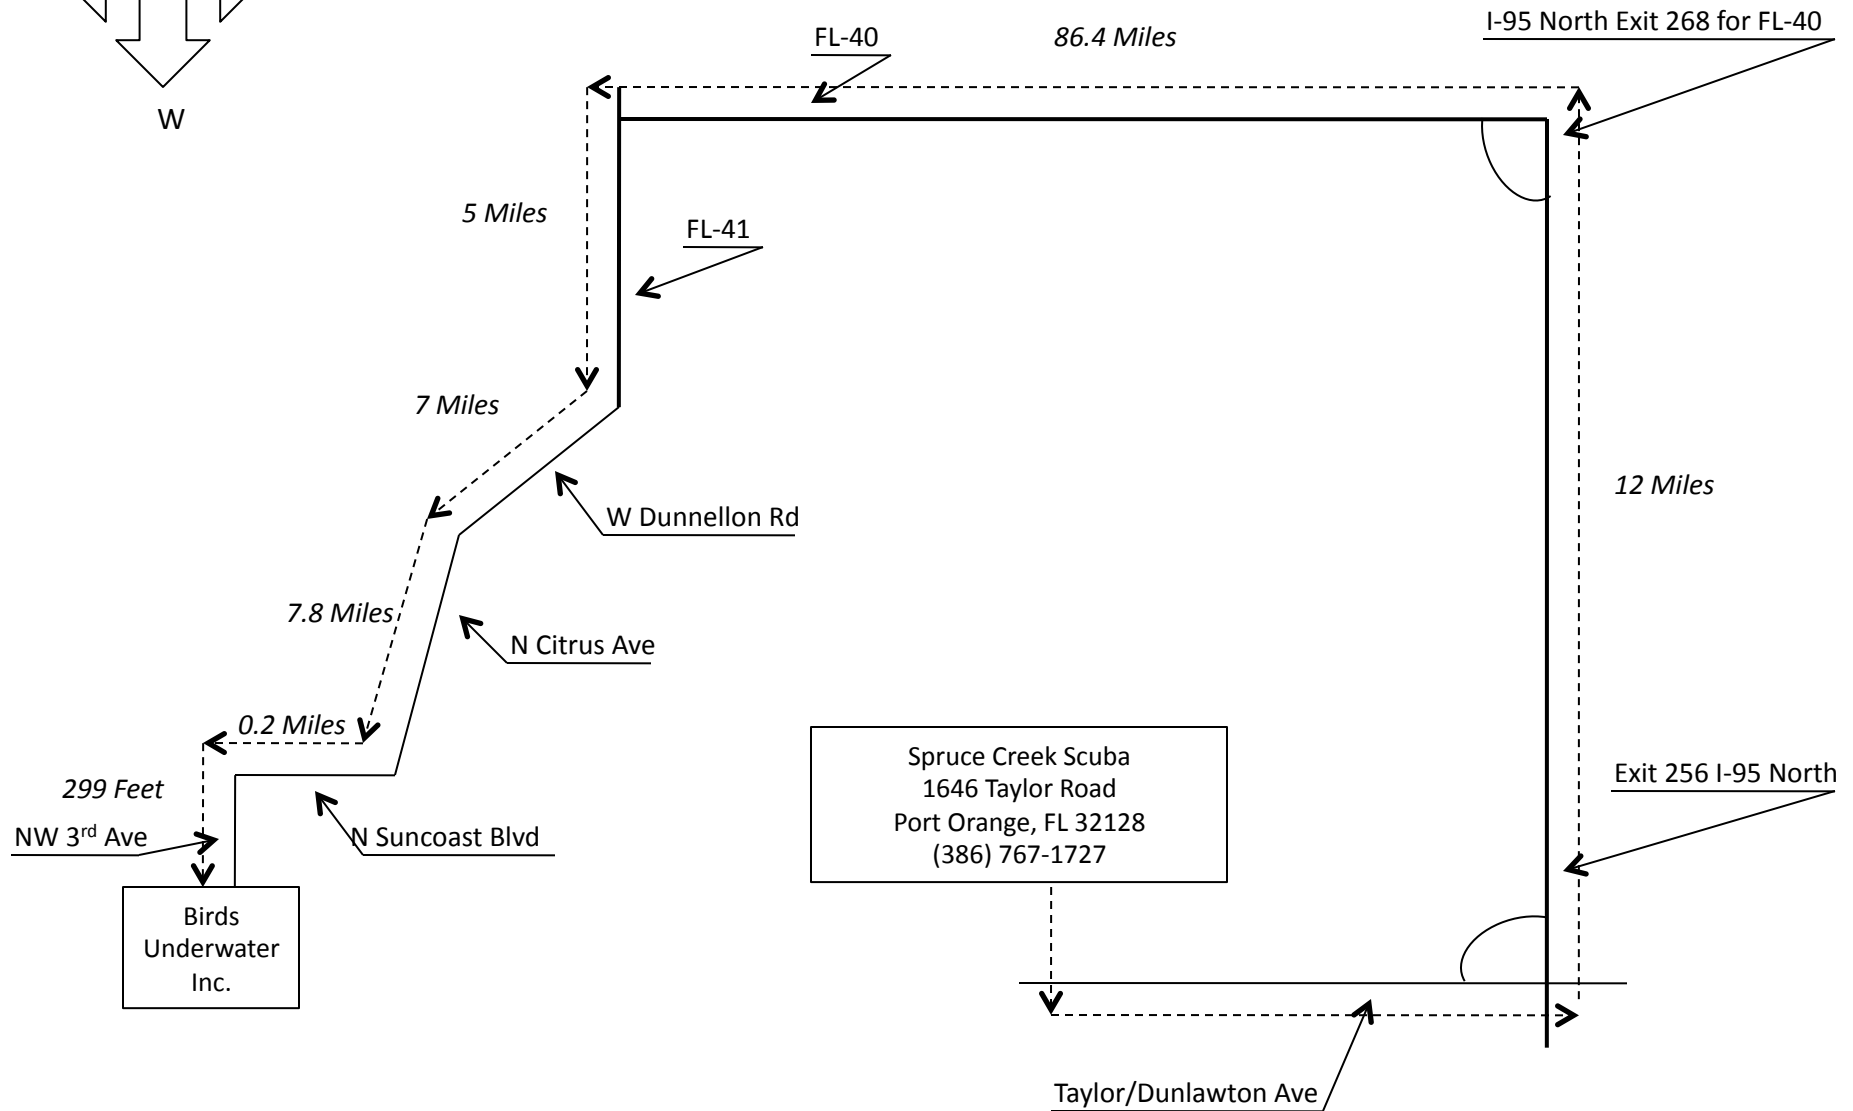 I-95 North Exit 268 for FL-40
FL-40
86.4 Miles
W
5 Miles
FL-41
7 Miles
12 Miles
W Dunnellon Rd
7.8 Miles
N Citrus Ave
0.2 Miles
299 Feet
NW 3rd Ave
N Suncoast Blvd
Spruce Creek Scuba
1646 Taylor Road
Port Orange, FL 32128
(386) 767-1727
Exit 256 I-95 North
Birds
Underwater
Inc.
Taylor/Dunlawton Ave